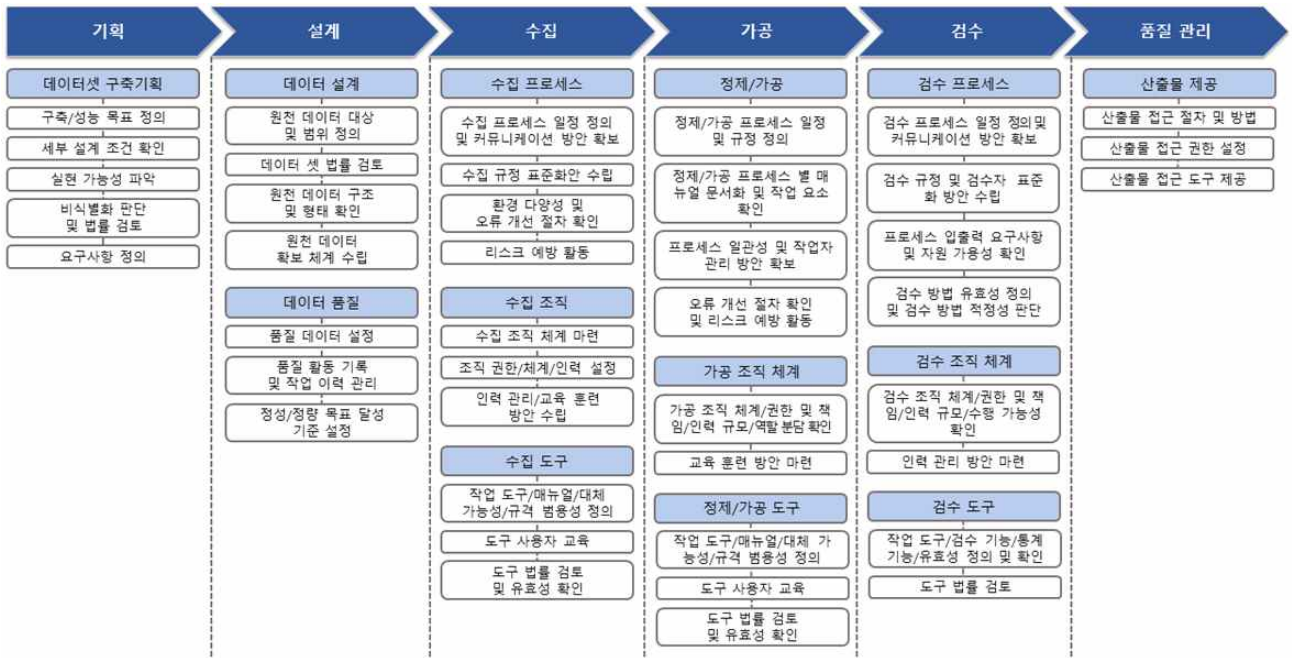 기획
설계
수집
가공
검수
품질 관리
데이터셋 구축기획
구축/성능 목표 정의
세부 설계 조건 확인
실현 가능성 파악
비식별화 판단
및 법률 검토
요구사항 정의
데이터 설계
원천 데이터 대상
및 범위 정의
데이터 셋 법률 검토
원천 데이터 구조
및 형태 확인
원천 데이터
확보 체계 수립
데이터 품질
품질 데이터 설정
품질 활동 기록
및 작업 이력 관리
정성/정량 목표 달성
기준 설정
수집 프로세스
수집 프로세스 일정 정의
및 커뮤니케이션 방안 확보
수집 규정 표준화안 수립
환경 다양성 및
오류 개선 절차 확인
리스크 예방 활동
수집 조직
수집 조직 체계 마련
조직 권한/체계/인력 설정
인력 관리/교육 훈련
방안 수립
수집 도구
작업 도구/매뉴얼/대체
가능성/규격 범용성 정의
도구 사용자 교육
도구 법률 검토
및 유효성 확인
정제/가공
정제/가공 프로세스 일정
및 규정 정의
정제/가공 프로세스 별 매
뉴얼 문서화 및 작업 요소
확인
프로세스 일관성 및 작업자
관리 방안 확보
오류 개선 절차 확인
및 리스크 예방 활동
가공 조직 체계
가공 조직 체계/권한 및 책
임/인력 규모/역할 분담 확인
교육 훈련 방안 마련
정제/가공 도구
작업 도구/매뉴얼/대체 가
능성/규격 범용성 정의
도구 사용자 교육
도구 법률 검토
및 유효성 확인
검수 프로세스
검수 프로세스 일정 정의및
커뮤니케이션 방안 확보
검수 규정 및 검수자 표준
화 방안 수립
프로세스 입출력 요구사항
및 자원 가용성 확인
검수 방법 유효성 정의
및 검수 방법 적정성 판단
검수 조직 체계
검수 조직 체계/권한 및 책
임/인력 규모/수행 가능성
확인
인력 관리 방안 마련
검수 도구
작업 도구/검수 기능/통계
기능/유효성 정의 및 확인
도구 법률 검토
산출물 제공
산출물 접근 절차 및 방법
산출물 접근 권한 설정
산출물 접근 도구 제공